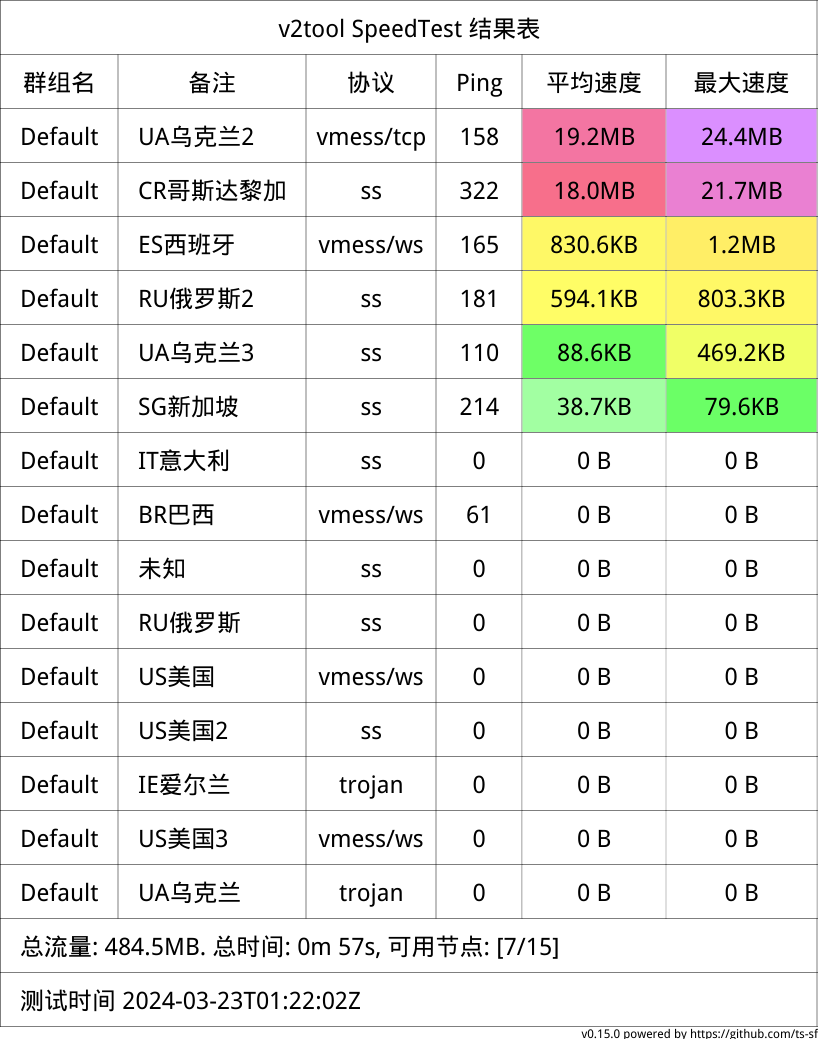 v2tool SpeedTest 结果表
群组名 备注 协议 Ping 平均速度 最大速度
Default UA乌克兰2 vmess/tcp 158 19.2MB 24.4MB
Default CR哥斯达黎加 ss 322 18.0MB 21.7MB
Default ES西班牙 vmess/ws 165 830.6KB 1.2MB
Default RU俄罗斯2 ss 181 594.1KB 803.3KB
Default UA乌克兰3 ss 110 88.6KB 469.2KB
Default SG新加坡 ss 214 38.7KB 79.6KB
Default IT意大利 ss 0 0 B 0 B
Default BR巴西 vmess/ws 61 0 B 0 B
Default 未知 ss 0 0 B 0 B
Default RU俄罗斯 ss 0 0 B 0 B
Default US美国 vmess/ws 0 0 B 0 B
Default US美国2 ss 0 0 B 0 B
Default IE爱尔兰 trojan 0 0 B 0 B
Default US美国3 vmess/ws 0 0 B 0 B
Default UA乌克兰 trojan 0 0 B 0 B
总流量: 484.5MB. 总时间: 0m 57s, 可用节点: [7/15]
测试时间 2024-03-23T01:22:02Z
v0.15.0 powered by https://github.com/ts-sf